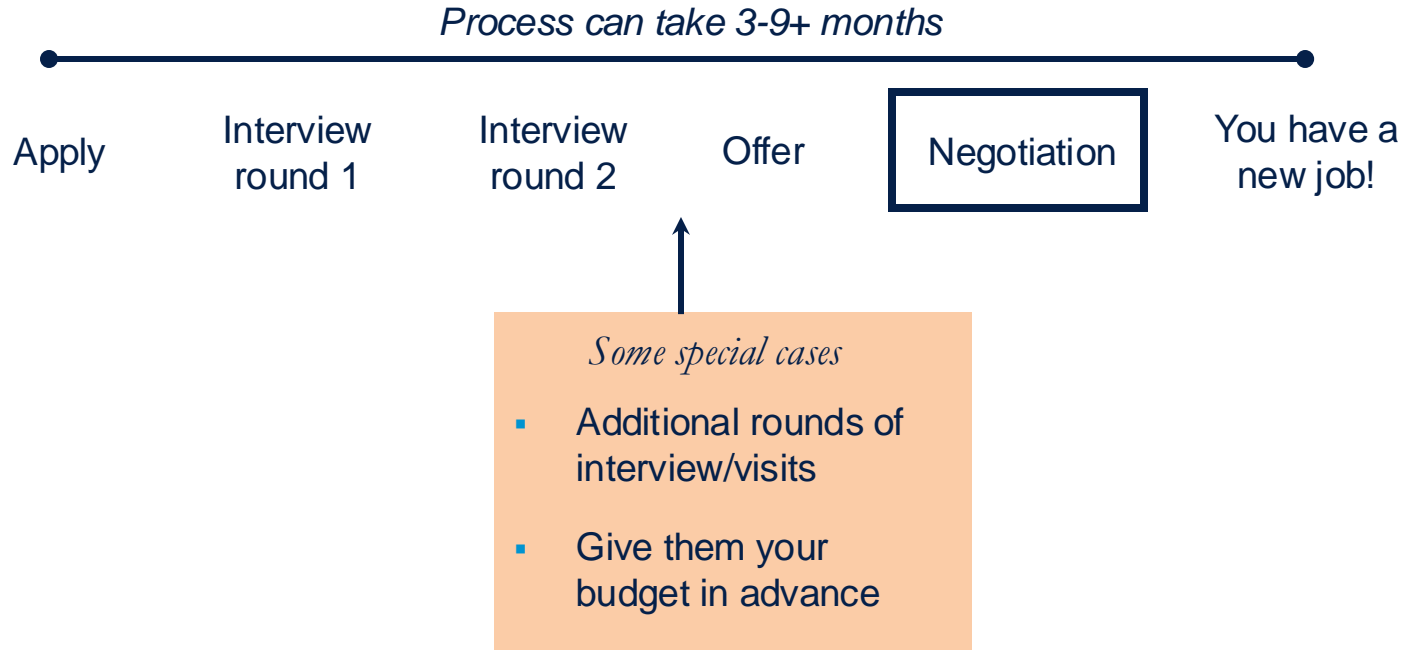 Process can take 3-9+ months
Apply
Interview
round 1
Interview
round 2
Offer
Negotiation
You have a
new job!
Some special cases
▪ Additional rounds of
interview/visits
▪ Give them your
budget in advance